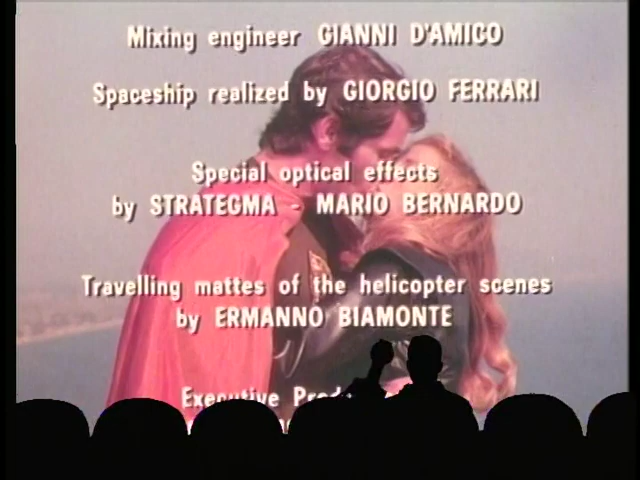 Mixing engineer GIANNI D'AMICO
Spaceship realized by GIORGIO FERRARI
Special optical effects
by STRATEGMA - MARIO BERNARDO
Travelling mattes of the helicopter scenes
by ERMANNO BIAMONTE
Executive